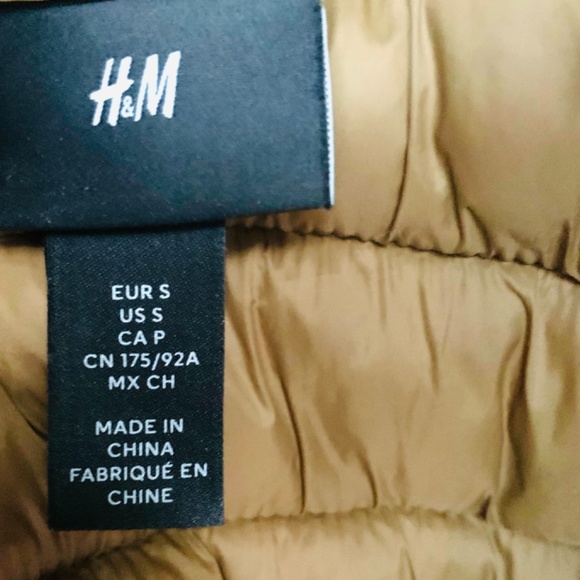 H&M
EUR S
US S
CA P
CN 175/92A
MX CH
MADE IN
CHINA
FABRIQUÉ EN
CHINE